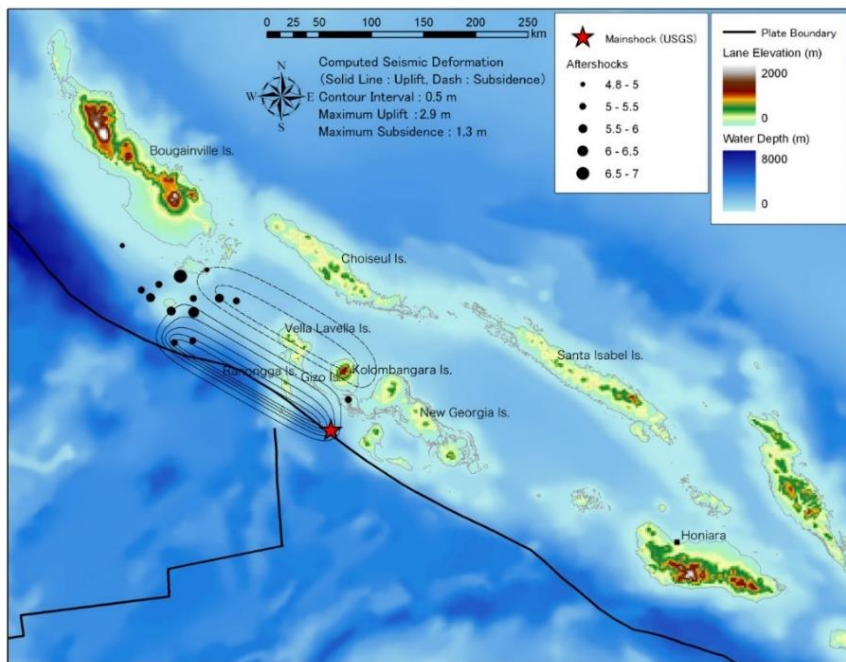 0 50 100 150 200 250
km
Computed Seismic Deformation
(Solid Line : Uplift, Dash : Subsidence)
Contour Interval : 0.5 m
Maximum Uplift : 2.9 m
Maximum Subsidence : 1.3 m
N
W E
S
Mainshock (USGS)
Aftershocks
4.8 - 5
5 - 5.5
5.5 - 6
6 - 6.5
6.5 - 7
Plate Boundary
Lane Elevation (m)
2000
0
Water Depth (m)
8000
0
Bougainville Is.
Choiseul Is.
Vella Lavella Is.
Santa Isabel Is.
Ranongga Is.
Gizo Is.
Kolombangara Is.
New Georgia Is.
Honiara